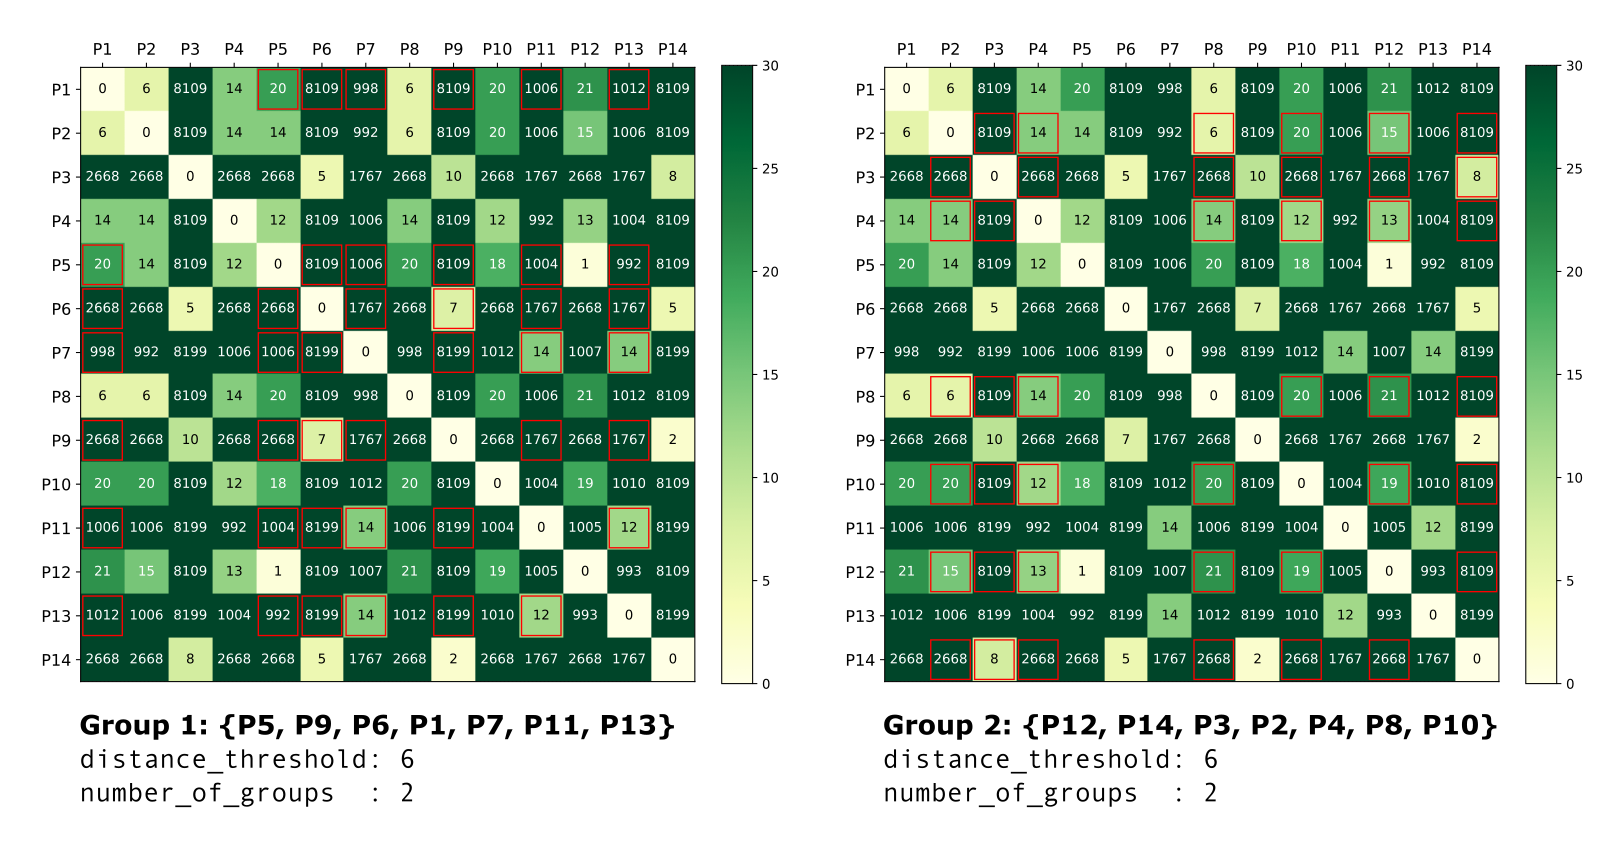 P1 P2 P3 P4 P5 P6 P7 P8 P9 P10 P11 P12 P13 P14
P1 0 6 8109 14 20 8109 998 6 8109 20 1006 21 1012 8109
P2 6 0 8109 14 14 8109 992 6 8109 20 1006 15 1006 8109
P3 2668 2668 0 2668 2668 5 1767 2668 10 2668 1767 2668 1767 8
P4 14 14 8109 0 12 8109 1006 14 8109 12 992 13 1004 8109
P5 20 14 8109 12 0 8109 1006 20 8109 18 1004 1 992 8109
P6 2668 2668 5 2668 2668 0 1767 2668 7 2668 1767 2668 1767 5
P7 998 992 8199 1006 1006 8199 0 998 8199 1012 14 1007 14 8199
P8 6 6 8109 14 20 8109 998 0 8109 20 1006 21 1012 8109
P9 2668 2668 10 2668 2668 7 1767 2668 0 2668 1767 2668 1767 2
P10 20 20 8109 12 18 8109 1012 20 8109 0 1004 19 1010 8109
P11 1006 1006 8199 992 1004 8199 14 1006 8199 1004 0 1005 12 8199
P12 21 15 8109 13 1 8109 1007 21 8109 19 1005 0 993 8109
P13 1012 1006 8199 1004 992 8199 14 1012 8199 1010 12 993 0 8199
P14 2668 2668 8 2668 2668 5 1767 2668 2 2668 1767 2668 1767 0
30
25
20
15
10
5
0
Group 1: {P5, P9, P6, P1, P7, P11, P13}
distance_threshold: 6
number_of_groups : 2
P1 P2 P3 P4 P5 P6 P7 P8 P9 P10 P11 P12 P13 P14
P1 0 6 8109 14 20 8109 998 6 8109 20 1006 21 1012 8109
P2 6 0 8109 14 14 8109 992 6 8109 20 1006 15 1006 8109
P3 2668 2668 0 2668 2668 5 1767 2668 10 2668 1767 2668 1767 8
P4 14 14 8109 0 12 8109 1006 14 8109 12 992 13 1004 8109
P5 20 14 8109 12 0 8109 1006 20 8109 18 1004 1 992 8109
P6 2668 2668 5 2668 2668 0 1767 2668 7 2668 1767 2668 1767 5
P7 998 992 8199 1006 1006 8199 0 998 8199 1012 14 1007 14 8199
P8 6 6 8109 14 20 8109 998 0 8109 20 1006 21 1012 8109
P9 2668 2668 10 2668 2668 7 1767 2668 0 2668 1767 2668 1767 2
P10 20 20 8109 12 18 8109 1012 20 8109 0 1004 19 1010 8109
P11 1006 1006 8199 992 1004 8199 14 1006 8199 1004 0 1005 12 8199
P12 21 15 8109 13 1 8109 1007 21 8109 19 1005 0 993 8109
P13 1012 1006 8199 1004 992 8199 14 1012 8199 1010 12 993 0 8199
P14 2668 2668 8 2668 2668 5 1767 2668 2 2668 1767 2668 1767 0
30
25
20
15
10
5
0
Group 2: {P12, P14, P3, P2, P4, P8, P10}
distance_threshold: 6
number_of_groups : 2